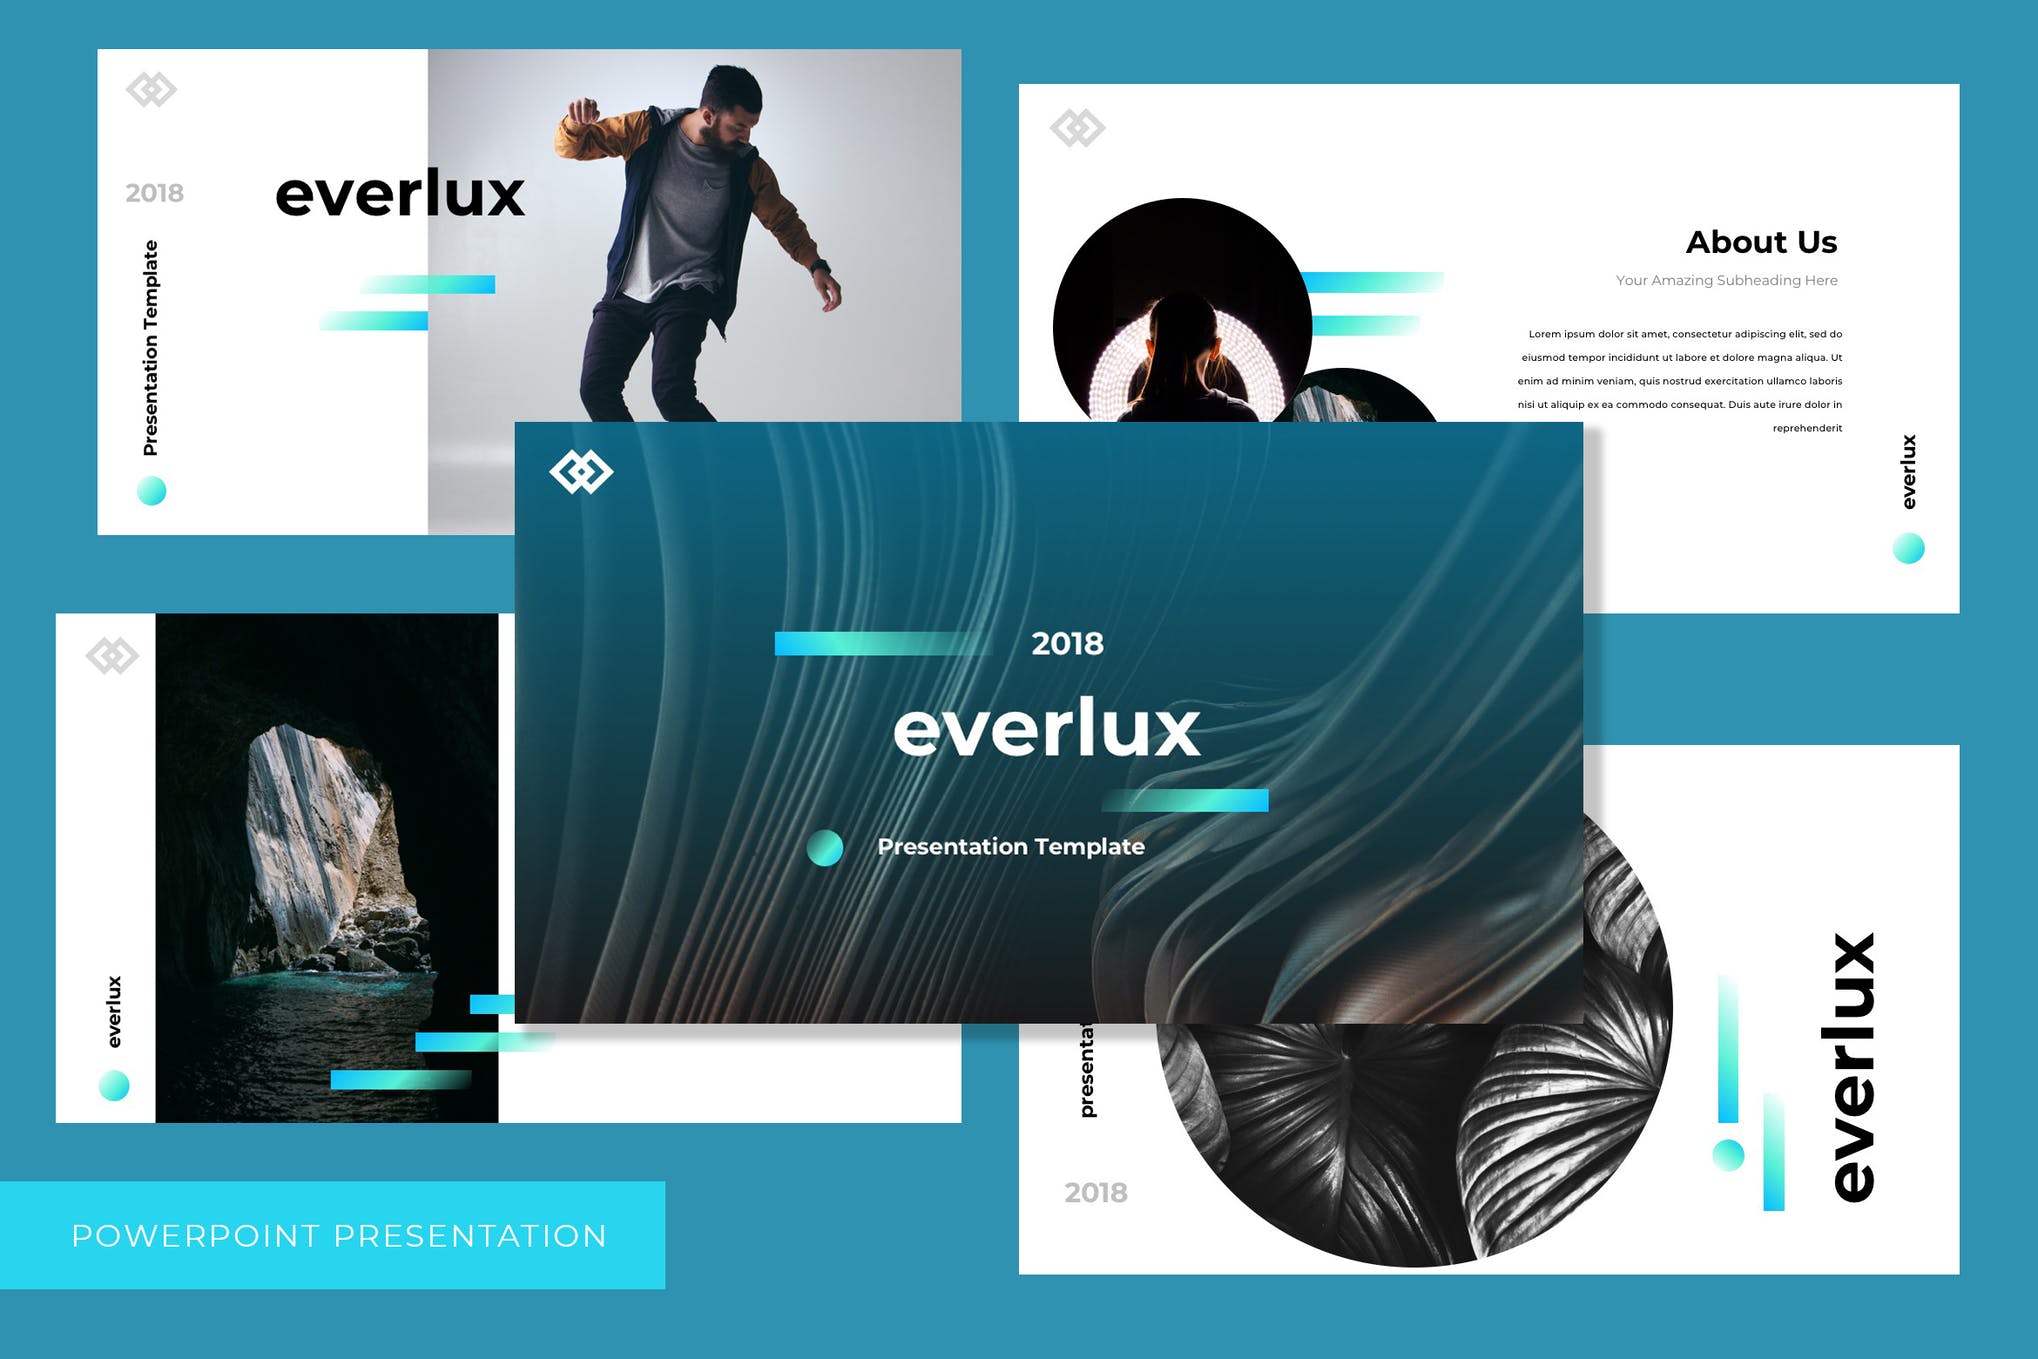 2018
everlux
Presentation Template
About Us
Your Amazing Subheading Here
Lorem ipsum dolor sit amet, consectetur adipiscing elit, sed do
eiusmod tempor incididunt ut labore et dolore magna aliqua. Ut
enim ad minim veniam, quis nostrud exercitation ullamco laboris
nisi ut aliquip ex ea commodo consequat. Duis aute irure dolor in
reprehenderit
everlux
2018
everlux
Presentation Template
everlux
presentat
2018
everlux
POWERPOINT PRESENTATION